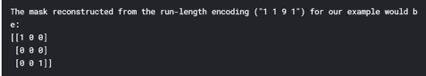 The mask reconstructed from the run-length encoding ("1 1 9 1") for our example would b
e:
[[1 0 0]
 [0 0 0]
 [0 0 1]]